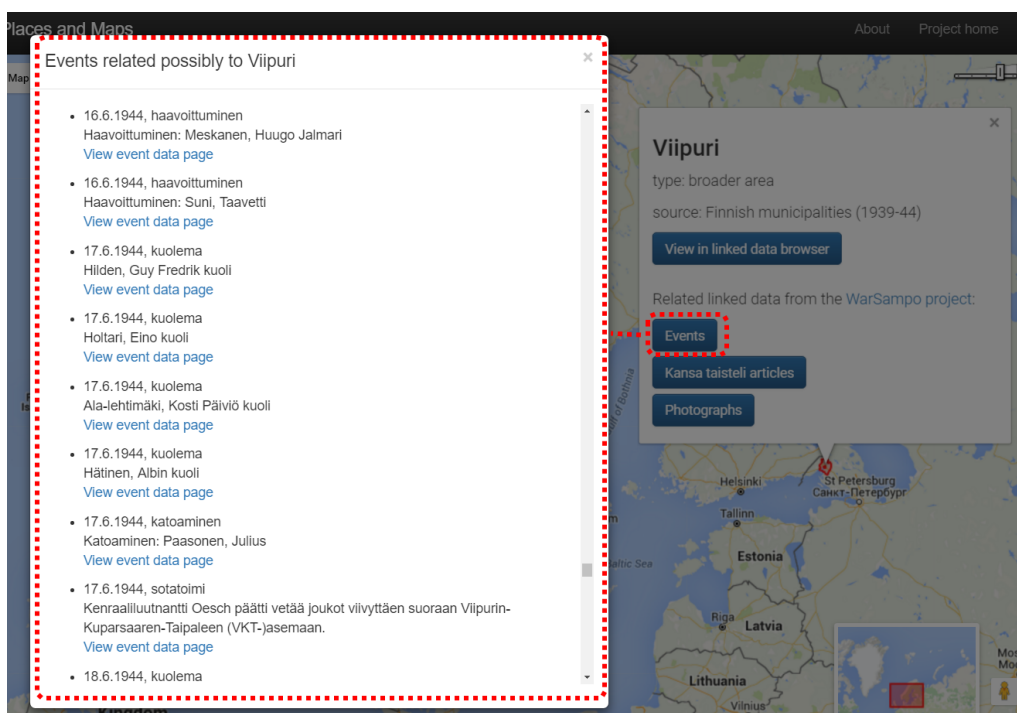 Places and Maps
About
Project home
Map
Events related possibly to Viipuri
×
16.6.1944, haavoittuminen
Haavoittuminen: Meskanen, Huugo Jalmari
View event data page
16.6.1944, haavoittuminen
Haavoittuminen: Suni, Taavetti
View event data page
17.6.1944, kuolema
Hilden, Guy Fredrik kuoli
View event data page
17.6.1944, kuolema
Holtari, Eino kuoli
View event data page
17.6.1944, kuolema
Ala-lehtimäki, Kosti Päiviö kuoli
View event data page
17.6.1944, kuolema
Hätinen, Albin kuoli
View event data page
17.6.1944, katoaminen
Katoaminen: Paasonen, Julius
View event data page
17.6.1944, sotatoimi
Kenraaliluutnantti Oesch päätti vetää joukot viivyttäen suoraan Viipurin-
Kuparsaaren-Taipaleen (VKT-)asemaan.
View event data page
18.6.1944, kuolema
×
Viipuri
type: broader area
source: Finnish municipalities (1939-44)
View in linked data browser
Related linked data from the WarSampo project:
Events
Kansa taisteli articles
Photographs
of Bothnia
Helsinki
St Petersburg
Санкт-Петербург
Tallinn
Baltic Sea
Estonia
Riga
Latvia
Lithuania
Vilnius
Kingdom